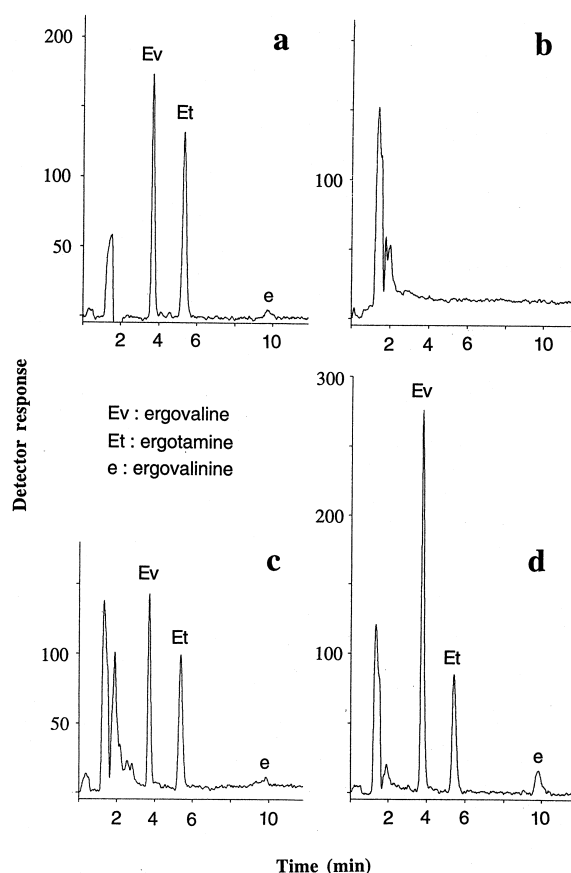 a
200
100
50
Ev
Et
e
2 4 6 10
b
100
2 4 6 10
Detector response
Ev : ergovaline
Et : ergotamine
e : ergovalinine
c
100
50
Ev
Et
e
2 4 6 10
d
300
200
100
Ev
Et
e
2 4 6 10
Time (min)